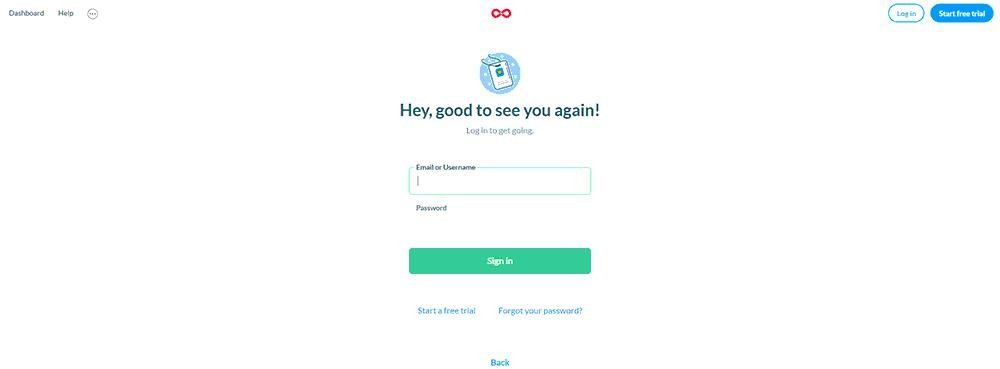 Dashboard Help Log in Start free trial
Hey, good to see you again!
Log in to get going.
Email or Username
Password
Sign in
Start a free trial Forgot your password?
Back